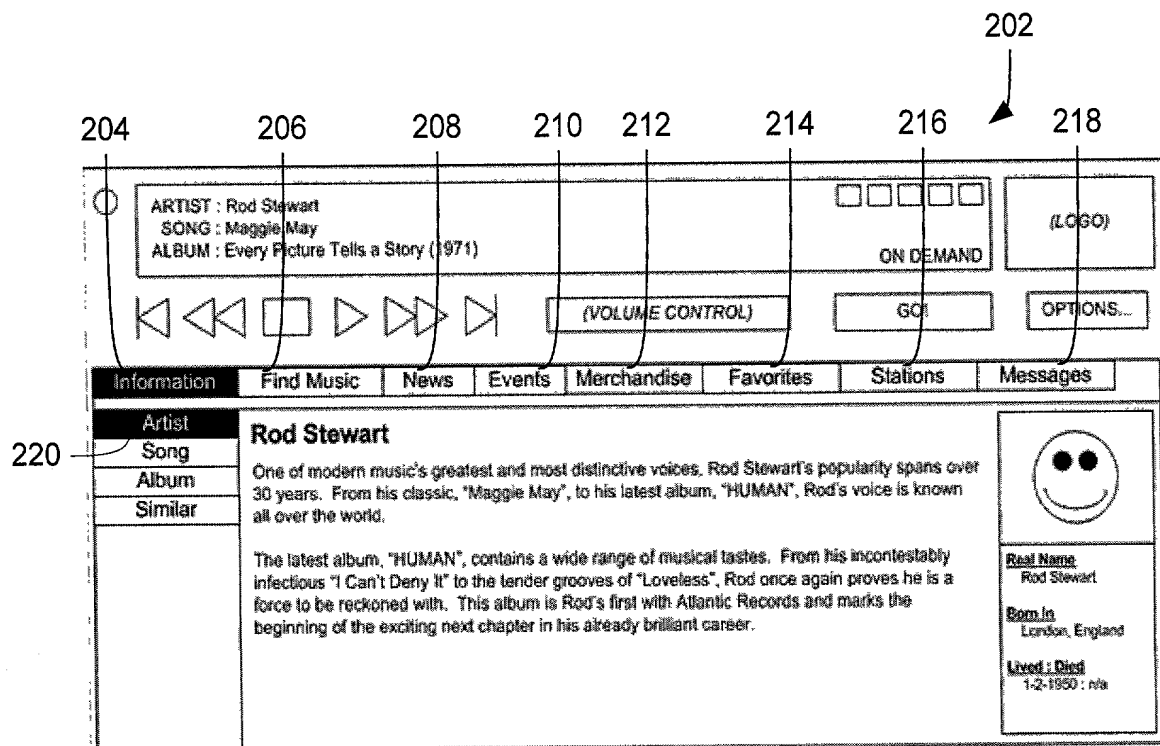 202
204 206 208 210 212 214 216 218
ARTIST : Rod Stewart
SONG : Maggie May
ALBUM : Every Picture Tells a Story (1971)
ON DEMAND
(LOGO)
(VOLUME CONTROL)
GO!
OPTIONS...
Information Find Music News Events Merchandise Favorites Stations Messages
220
Artist
Song
Album
Similar
Rod Stewart
One of modern music's greatest and most distinctive voices, Rod Stewart's popularity spans over
30 years. From his classic, "Maggie May", to his latest album, "HUMAN", Rod's voice is known
all over the world.
The latest album, "HUMAN", contains a wide range of musical tastes. From his incontestably
infectious "I Can't Deny It" to the tender grooves of "Loveless", Rod once again proves he is a
force to be reckoned with. This album is Rod's first with Atlantic Records and marks the
beginning of the exciting next chapter in his already brilliant career.
Real Name
Rod Stewart
Born In
London, England
Lived : Died
1-2-1950 : n/a